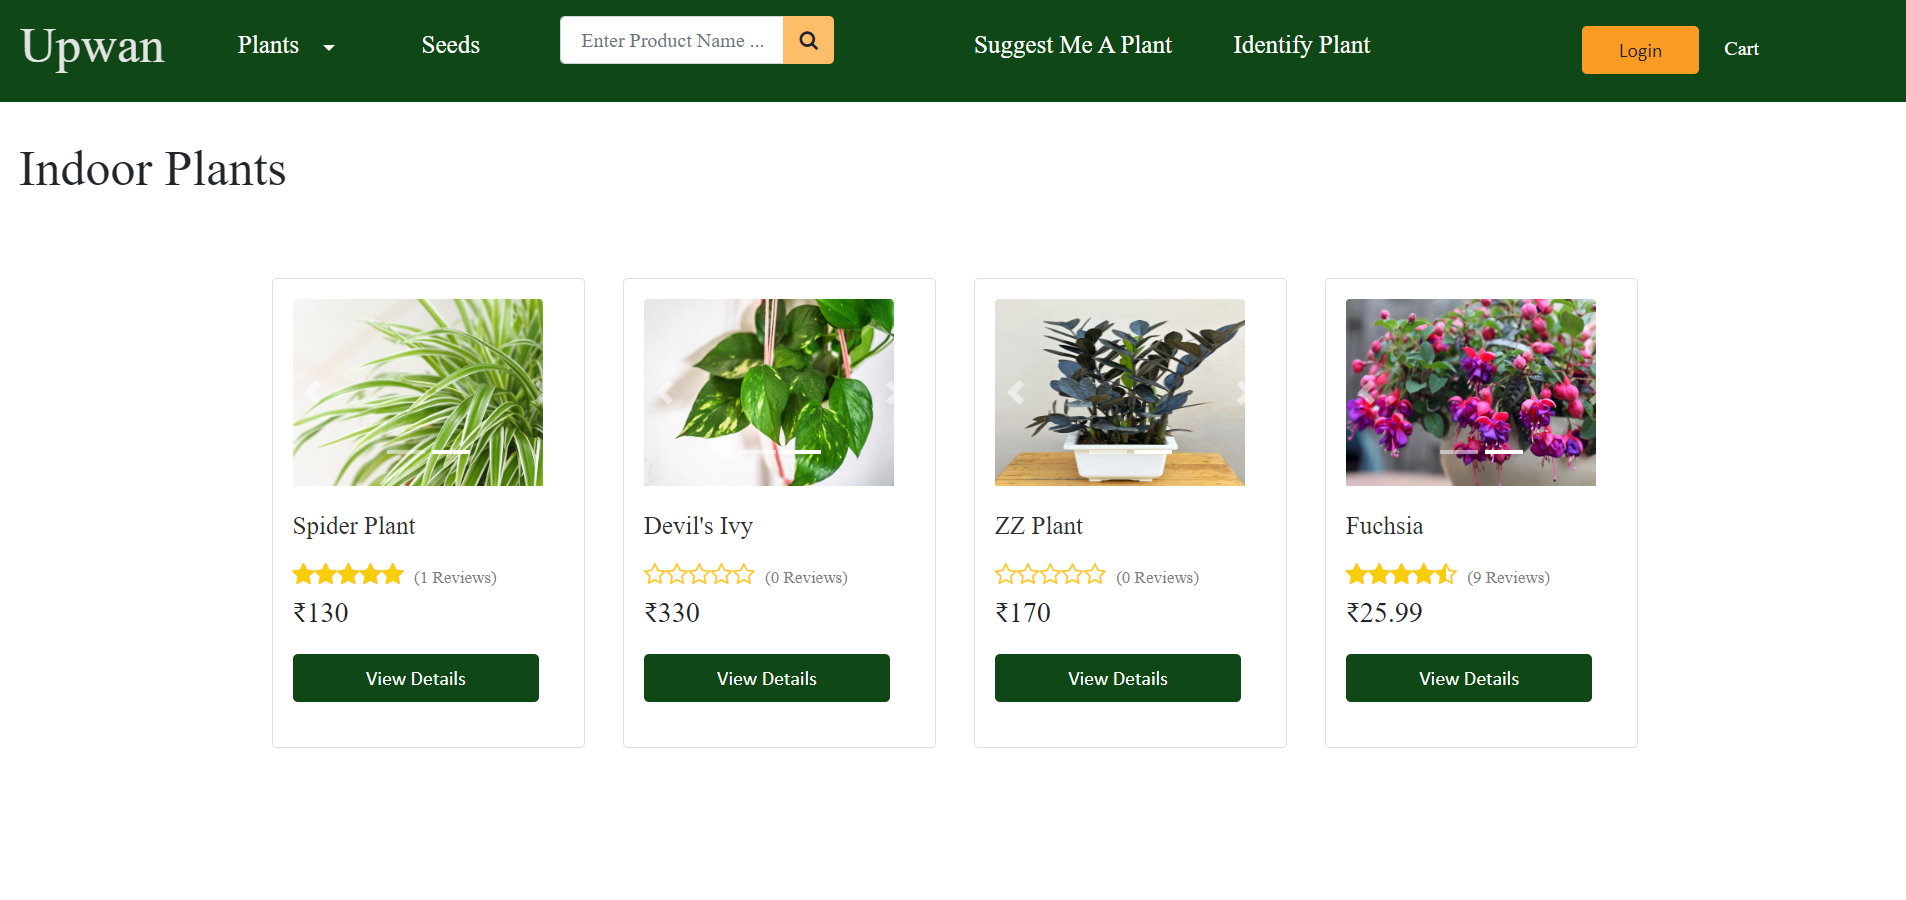 Upwan Plants Seeds Enter Product Name ... Suggest Me A Plant Identify Plant Login Cart
Indoor Plants
Spider Plant
(1 Reviews)
₹130
View Details
Devil's Ivy
(0 Reviews)
₹330
View Details
ZZ Plant
(0 Reviews)
₹170
View Details
Fuchsia
(9 Reviews)
₹25.99
View Details